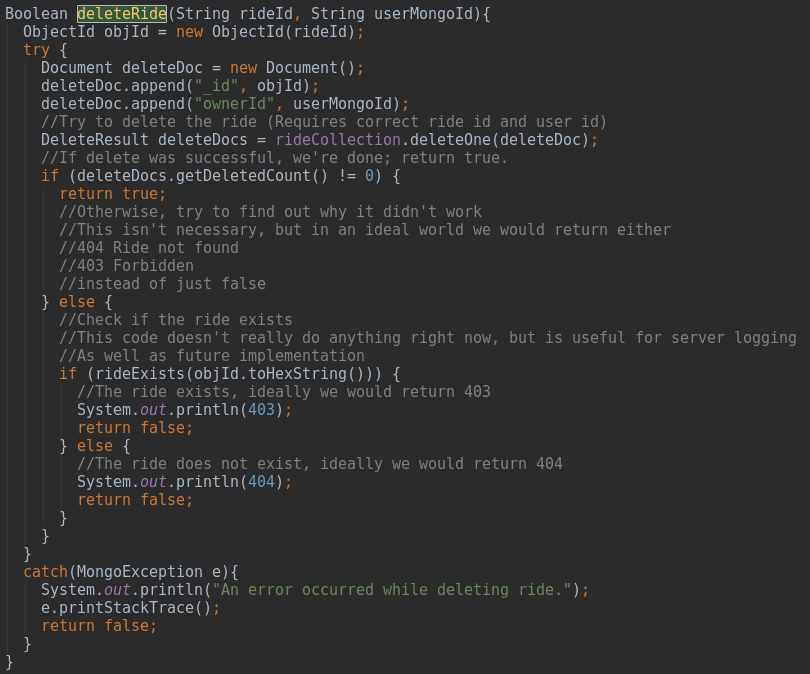 Boolean deleteRide(String rideId, String userMongoId){
  ObjectId objId = new ObjectId(rideId);
  try {
    Document deleteDoc = new Document();
    deleteDoc.append("_id", objId);
    deleteDoc.append("ownerId", userMongoId);
    //Try to delete the ride (Requires correct ride id and user id)
    DeleteResult deleteDocs = rideCollection.deleteOne(deleteDoc);
    //If delete was successful, we're done; return true.
    if (deleteDocs.getDeletedCount() != 0) {
      return true;
      //Otherwise, try to find out why it didn't work
      //This isn't necessary, but in an ideal world we would return either
      //404 Ride not found
      //403 Forbidden
      //instead of just false
    } else {
      //Check if the ride exists
      //This code doesn't really do anything right now, but is useful for server logging
      //As well as future implementation
      if (rideExists(objId.toHexString())) {
        //The ride exists, ideally we would return 403
        System.out.println(403);
        return false;
      } else {
        //The ride does not exist, ideally we would return 404
        System.out.println(404);
        return false;
      }
    }
  }
  catch(MongoException e){
    System.out.println("An error occurred while deleting ride.");
    e.printStackTrace();
    return false;
  }
}